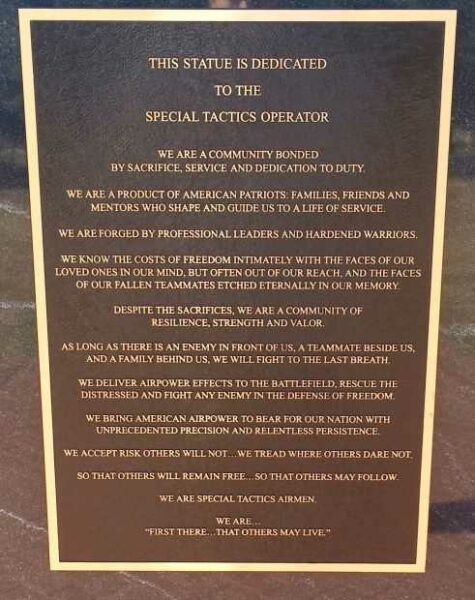 THIS STATUE IS DEDICATED
TO THE
SPECIAL TACTICS OPERATOR
WE ARE A COMMUNITY BONDED
BY SACRIFICE, SERVICE AND DEDICATION TO DUTY.
WE ARE A PRODUCT OF AMERICAN PATRIOTS: FAMILIES, FRIENDS AND
MENTORS WHO SHAPE AND GUIDE US TO A LIFE OF SERVICE.
WE ARE FORGED BY PROFESSIONAL LEADERS AND HARDENED WARRIORS.
WE KNOW THE COSTS OF FREEDOM INTIMATELY WITH THE FACES OF OUR
LOVED ONES IN OUR MIND, BUT OFTEN OUT OF OUR REACH, AND THE FACES
OF OUR FALLEN TEAMMATES ETCHED ETERNALLY IN OUR MEMORY.
DESPITE THE SACRIFICES, WE ARE A COMMUNITY OF
RESILIENCE, STRENGTH AND VALOR.
AS LONG AS THERE IS AN ENEMY IN FRONT OF US, A TEAMMATE BESIDE US,
AND A FAMILY BEHIND US, WE WILL FIGHT TO THE LAST BREATH.
WE DELIVER AIRPOWER EFFECTS TO THE BATTLEFIELD, RESCUE THE
DISTRESSED AND FIGHT ANY ENEMY IN THE DEFENSE OF FREEDOM.
WE BRING AMERICAN AIRPOWER TO BEAR FOR OUR NATION WITH
UNPRECEDENTED PRECISION AND RELENTLESS PERSISTENCE.
WE ACCEPT RISK OTHERS WILL NOT...WE TREAD WHERE OTHERS DARE NOT,
SO THAT OTHERS WILL REMAIN FREE...SO THAT OTHERS MAY FOLLOW.
WE ARE SPECIAL TACTICS AIRMEN.
WE ARE...
"FIRST THERE...THAT OTHERS MAY LIVE."